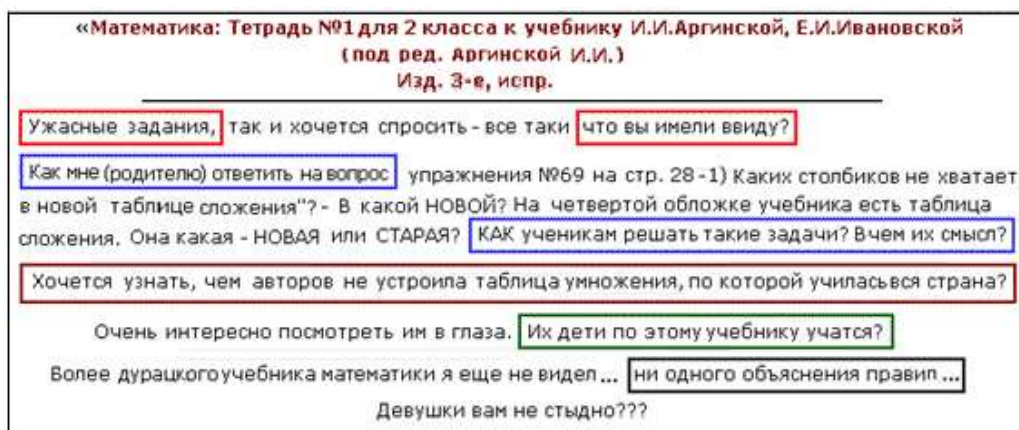 «Математика: Тетрадь №1 для 2 класса к учебнику И.И.Аргинской, Е.И.Ивановской
(под ред. Аргинской И.И.)
Изд. 3-е, испр.
Ужасные задания, так и хочется спросить - все таки что вы имели ввиду?
Как мне (родителю) ответить на вопрос упражнения №69 на стр. 28 -1) Каких столбиков не хватает
в новой таблице сложения"? - В какой НОВОЙ? На четвертой обложке учебника есть таблица
сложения. Она какая - НОВАЯ или СТАРАЯ? КАК ученикам решать такие задачи? В чем их смысл?
Хочется узнать, чем авторов не устроила таблица умножения, по которой училась вся страна?
Очень интересно посмотреть им в глаза. Их дети по этому учебнику учатся?
Более дурацкого учебника математики я еще не видел ... ни одного объяснения правил ...
Девушки вам не стыдно???